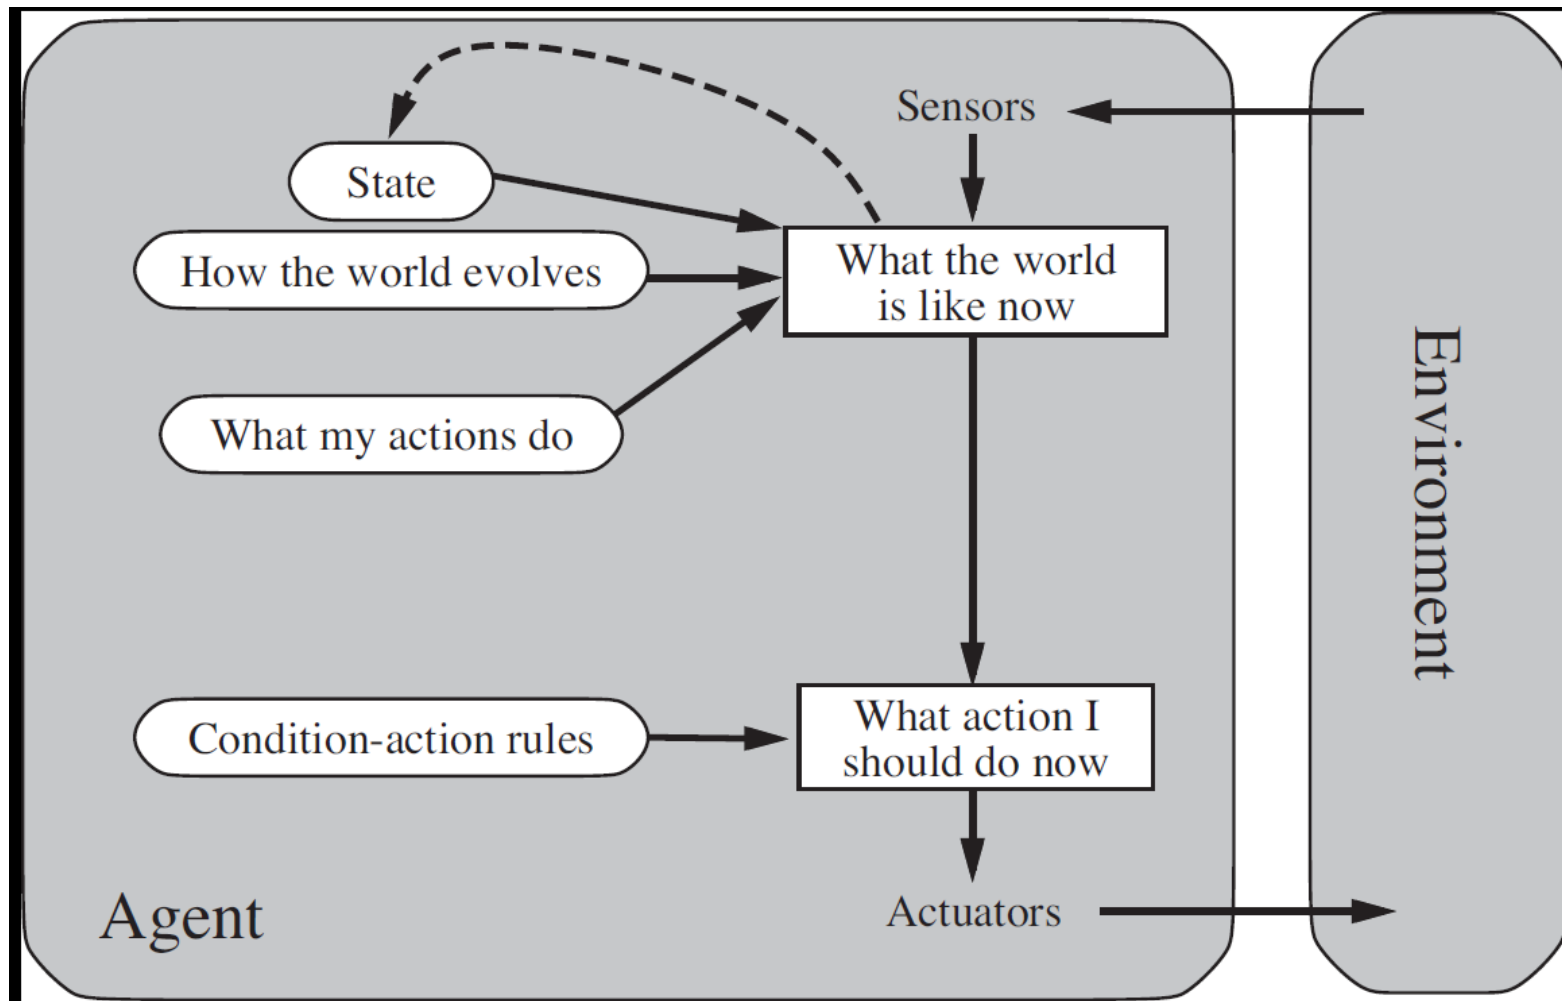 Sensors
State
How the world evolves
What the world
is like now
What my actions do
Environment
Condition-action rules
What action I
should do now
Agent
Actuators